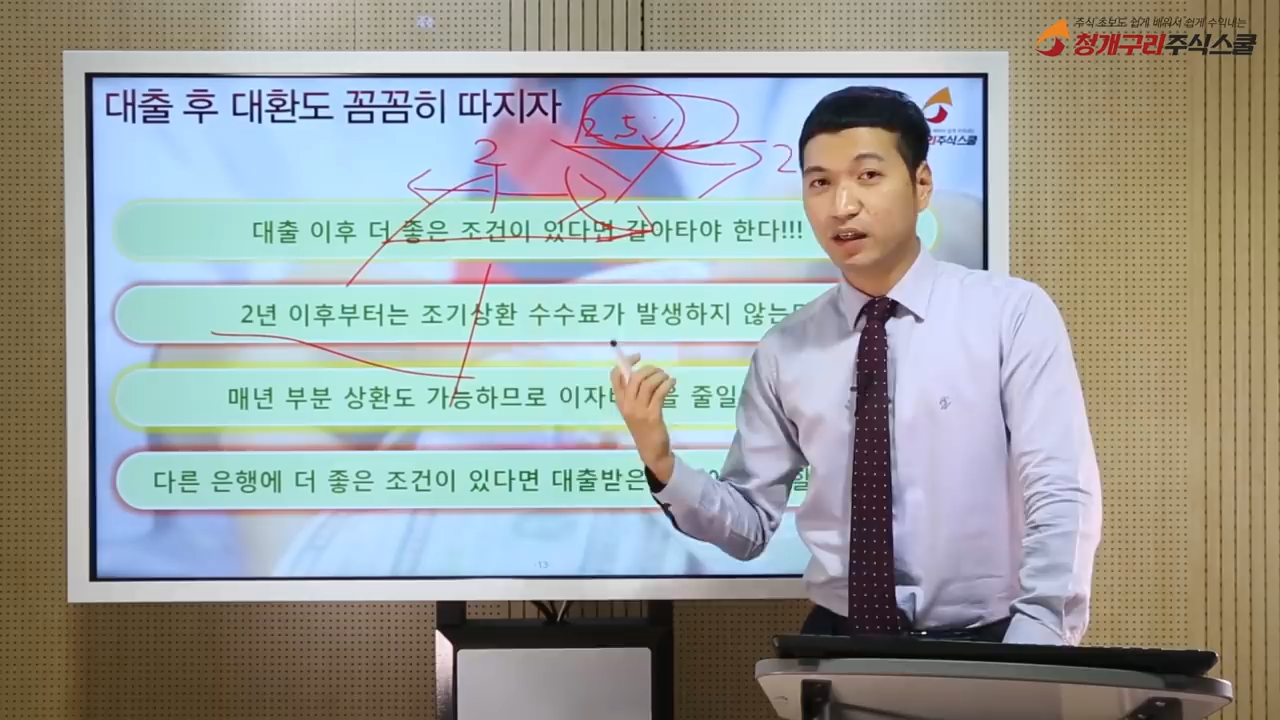 주식 초보도 쉽게 배워서 쉽게 수익내는
청개구리주식스쿨
대출 후 대환도 꼼꼼히 따지자
2 5
2
2
주식스쿨
대출 이후 더 좋은 조건이 있다면 갈아타야 한다!!!
2년 이후부터는 조기상환 수수료가 발생하지 않는
매년 부분 상환도 가능하므로 이자 을 줄일
다른 은행에 더 좋은 조건이 있다면 대출받은
-13-